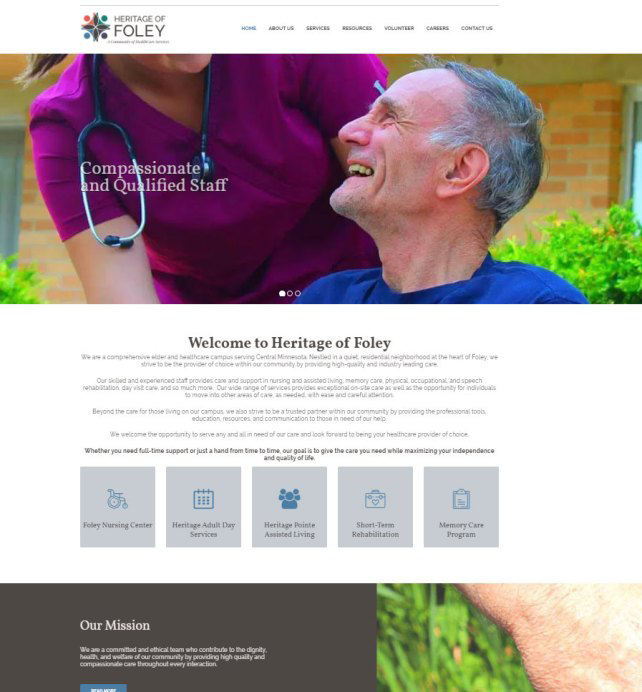 HERITAGE OF
FOLEY
A Community of Healthcare Services
HOME ABOUT US SERVICES RESOURCES VOLUNTEER CAREERS CONTACT US
Compassionate
and Qualified Staff
Welcome to Heritage of Foley
We are a comprehensive elder and healthcare campus serving Central Minnesota. Nestled in a quiet, residential neighborhood at the heart of Foley, we
strive to be the provider of choice within our community by providing high-quality and industry leading care.
Our skilled and experienced staff provides care and support in nursing and assisted living, memory care, physical, occupational, and speech
rehabilitation, day visit care, and so much more. Our wide range of services provides exceptional on-site care as well as the opportunity for individuals
to move into other areas of care, as needed, with ease and careful attention.
Beyond the care for those living on our campus, we also strive to be a trusted partner within our community by providing the professional tools,
education, resources, and communication to those in need of our help.
We welcome the opportunity to serve any and all in need of our care and look forward to being your healthcare provider of choice.
Whether you need full-time support or just a hand from time to time, our goal is to give the care you need while maximizing your independence
and quality of life.
Foley Nursing Center
Heritage Adult Day
Services
Heritage Pointe
Assisted Living
Short-Term
Rehabilitation
Memory Care
Program
Our Mission
We are a committed and ethical team who contribute to the dignity,
health, and welfare of our community by providing high quality and
compassionate care throughout every interaction.
READ MORE